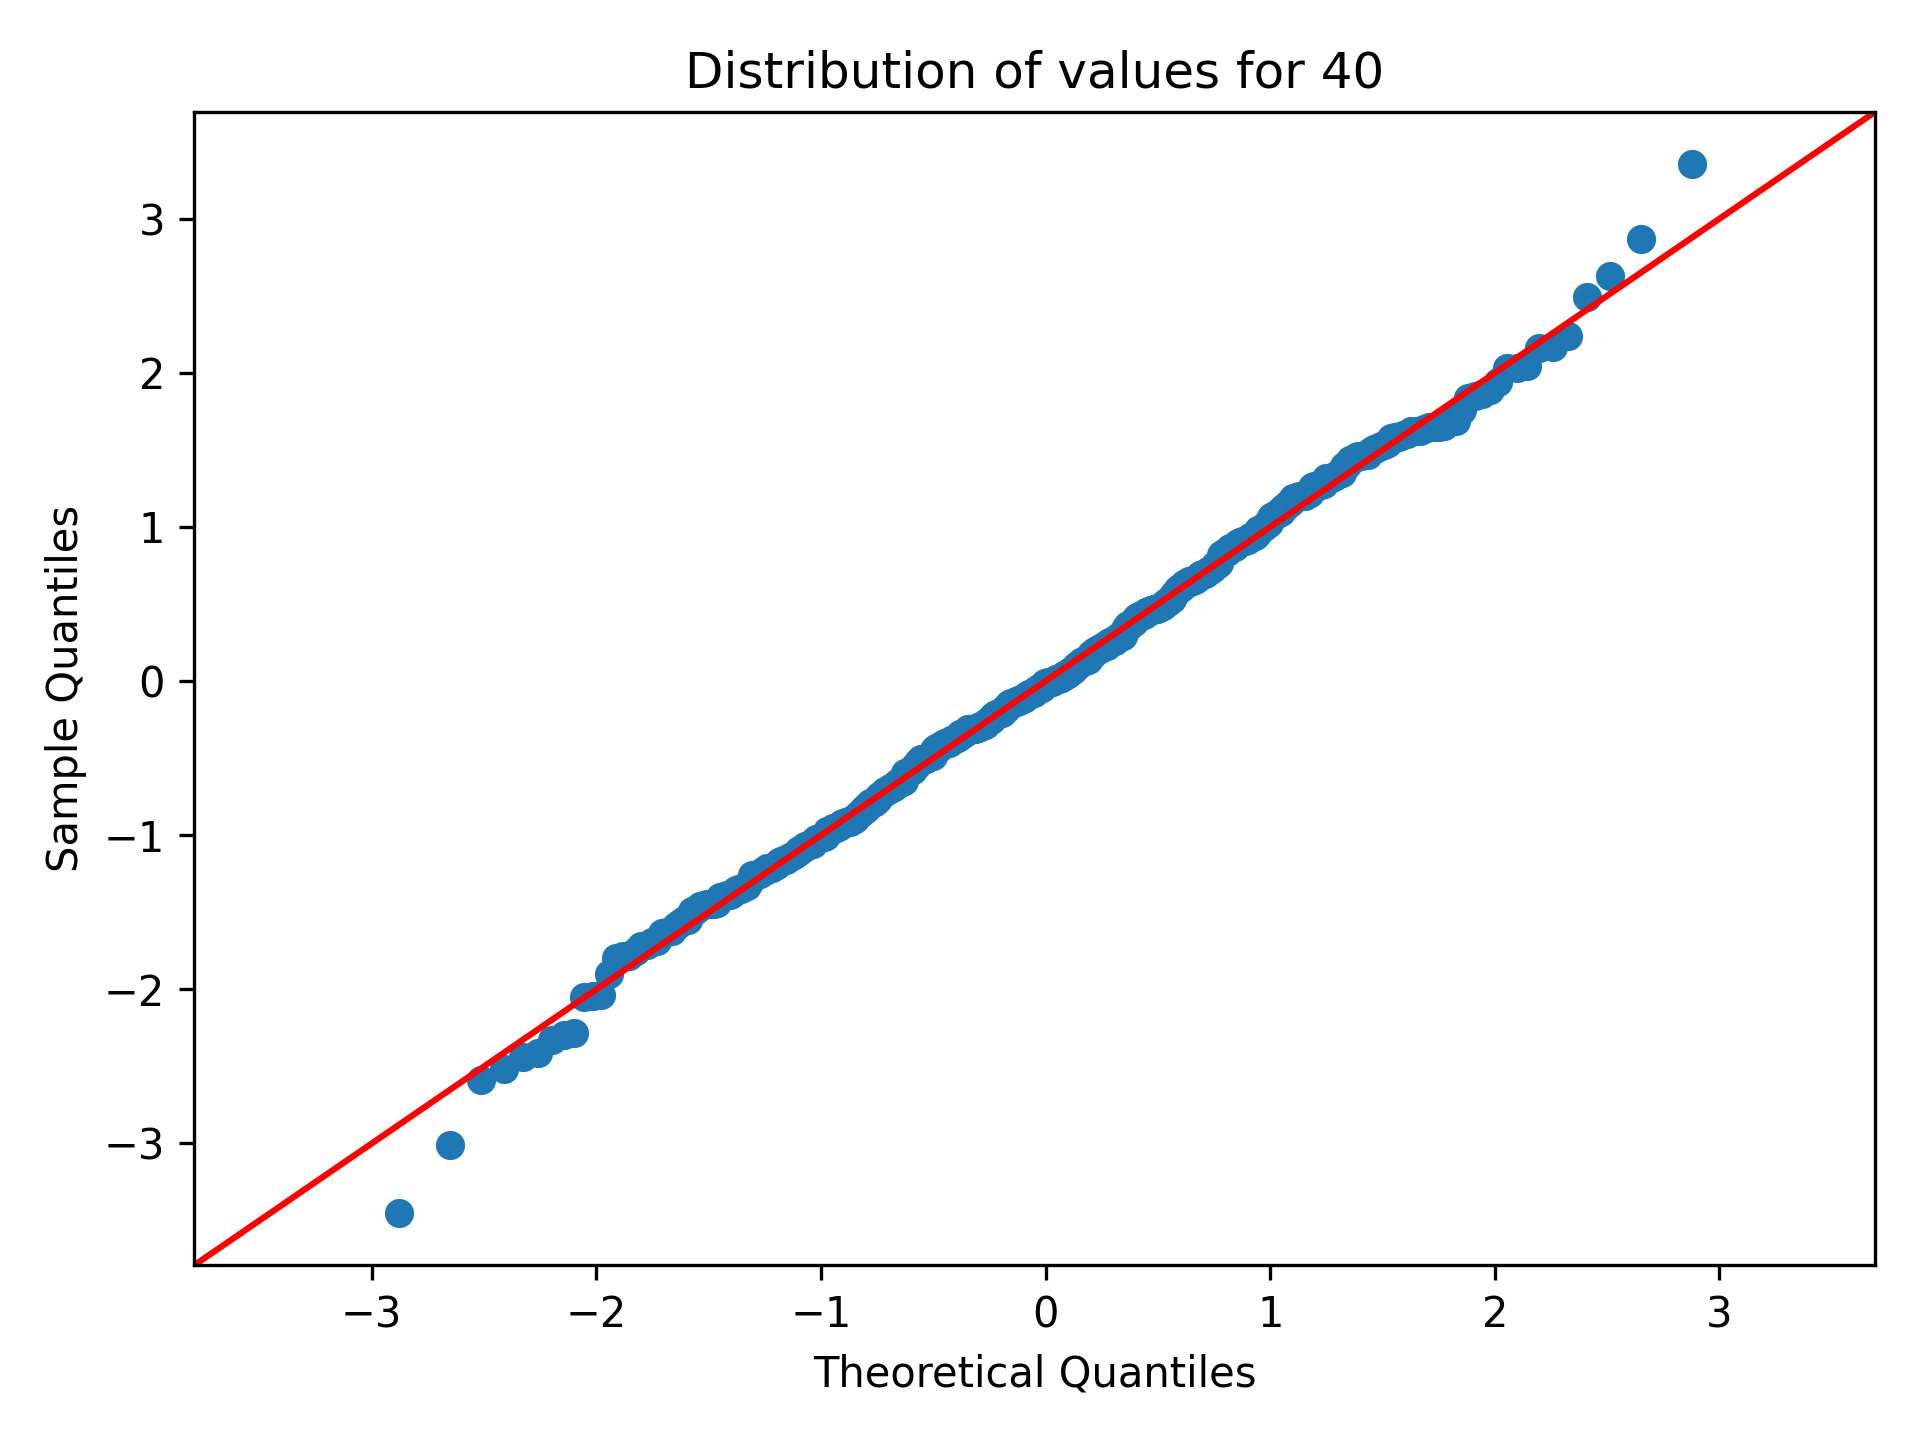 Distribution of values for 40
3
2
1
0
−1
−2
−3
Sample Quantiles
−3 −2 −1 0 1 2 3
Theoretical Quantiles